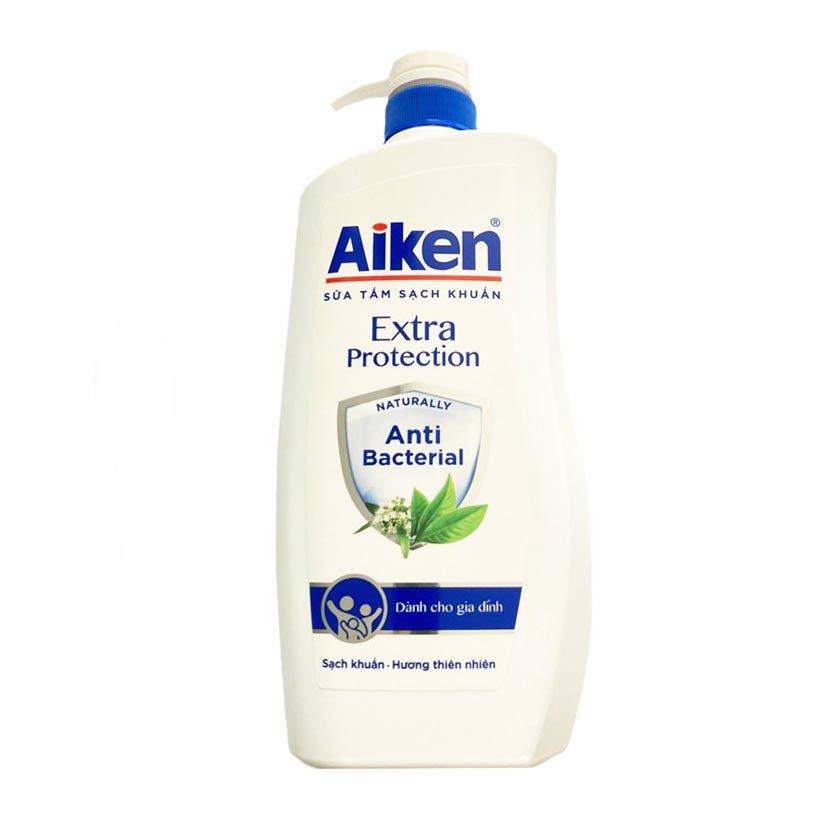 Aiken®
SỮA TẮM SẠCH KHUẨN
Extra
Protection
NATURALLY
Anti
Bacterial
Dành cho gia đình
Sạch khuẩn - Hương thiên nhiên